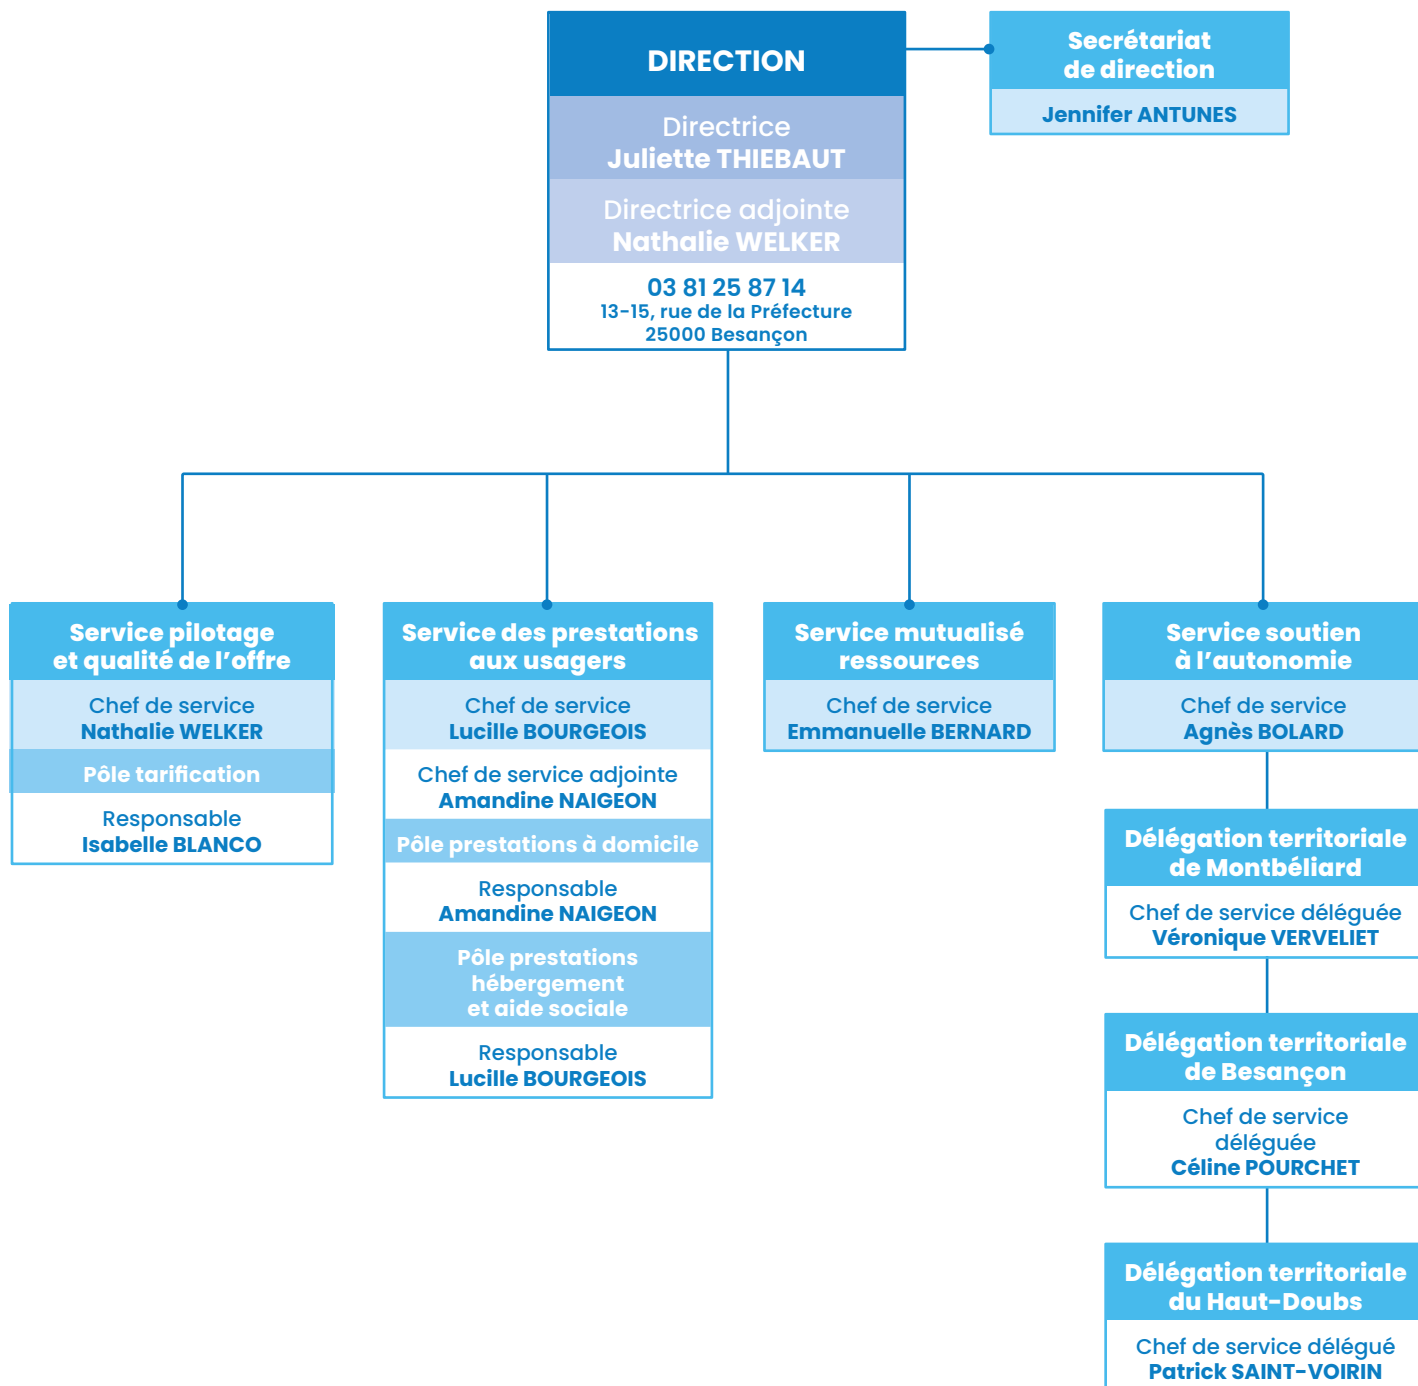 DIRECTION
Directrice
Juliette THIEBAUT
Directrice adjointe
Nathalie WELKER
03 81 25 87 14
13-15, rue de la Préfecture
25000 Besançon
Secrétariat
de direction
Jennifer ANTUNES
Service pilotage
et qualité de l'offre
Chef de service
Nathalie WELKER
Pôle tarification
Responsable
Isabelle BLANCO
Service des prestations
aux usagers
Chef de service
Lucille BOURGEOIS
Chef de service adjointe
Amandine NAIGEON
Pôle prestations à domicile
Responsable
Amandine NAIGEON
Pôle prestations
hébergement
et aide sociale
Responsable
Lucille BOURGEOIS
Service mutualisé
ressources
Chef de service
Emmanuelle BERNARD
Service soutien
à l'autonomie
Chef de service
Agnès BOLARD
Délégation territoriale
de Montbéliard
Chef de service déléguée
Véronique VERVELIET
Délégation territoriale
de Besançon
Chef de service
déléguée
Céline POURCHET
Délégation territoriale
du Haut-Doubs
Chef de service délégué
Patrick SAINT-VOIRIN